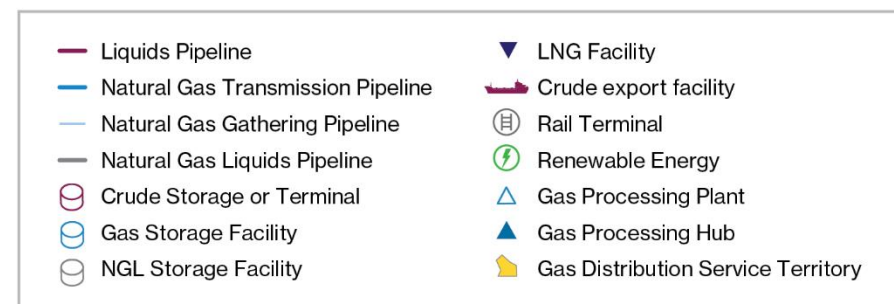 Liquids Pipeline
Natural Gas Transmission Pipeline
Natural Gas Gathering Pipeline
Natural Gas Liquids Pipeline
Crude Storage or Terminal
Gas Storage Facility
NGL Storage Facility
LNG Facility
Crude export facility
Rail Terminal
Renewable Energy
Gas Processing Plant
Gas Processing Hub
Gas Distribution Service Territory